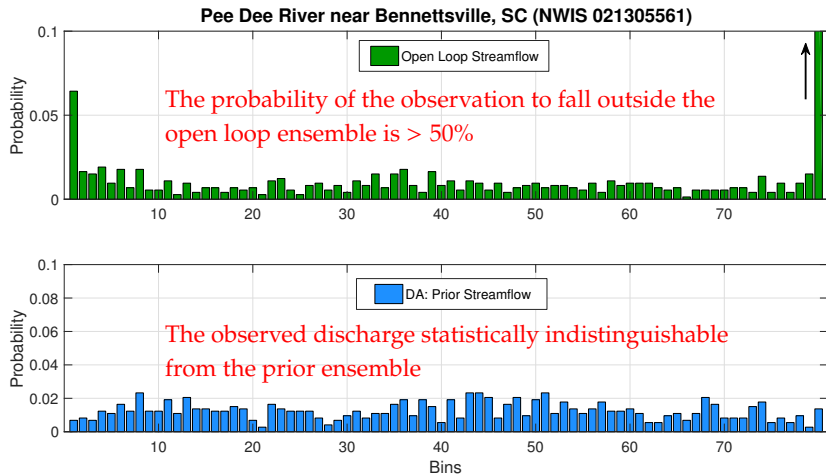 Pee Dee River near Bennettsville, SC (NWIS 021305561)
0.1
0.05
0
Probability
Open Loop Streamflow
The probability of the observation to fall outside the
open loop ensemble is > 50%
10 20 30 40 50 60 70
0.1
0.08
0.06
0.04
0.02
0
Probability
DA: Prior Streamflow
The observed discharge statistically indistinguishable
from the prior ensemble
10 20 30 40 50 60 70
Bins